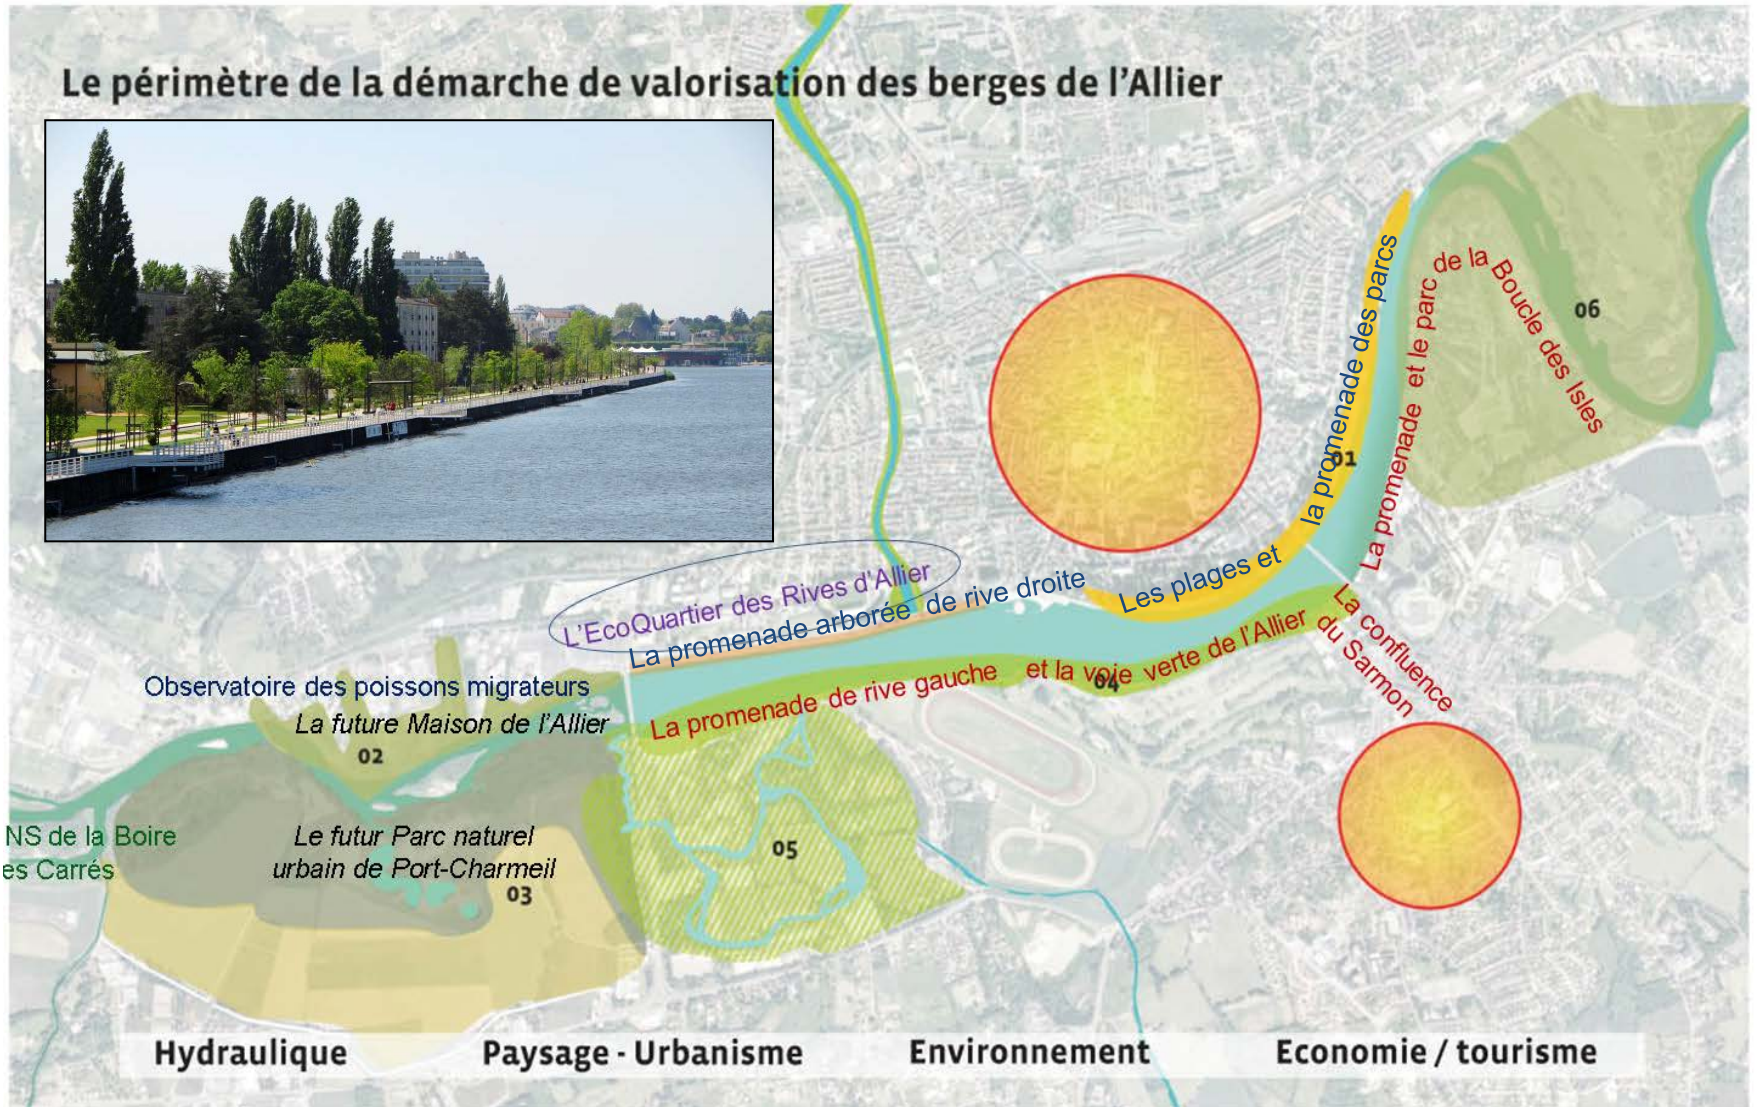 Le périmètre de la démarche de valorisation des berges de l'Allier
de la
Boucle des Isles
06
La promenade et le parc
la promenade des parcs
01
Les plages et
L'EcoQuartier des Rives d'Allier
La promenade arborée de rive droite
La confluence
du Sarmon
La promenade de rive gauche et la voie verte de l'Allier
04
Observatoire des poissons migrateurs
La future Maison de l'Allier
02
NS de la Boire
es Carrés
Le futur Parc naturel
urbain de Port-Charmeil
03
05
Hydraulique Paysage - Urbanisme Environnement Economie / tourisme